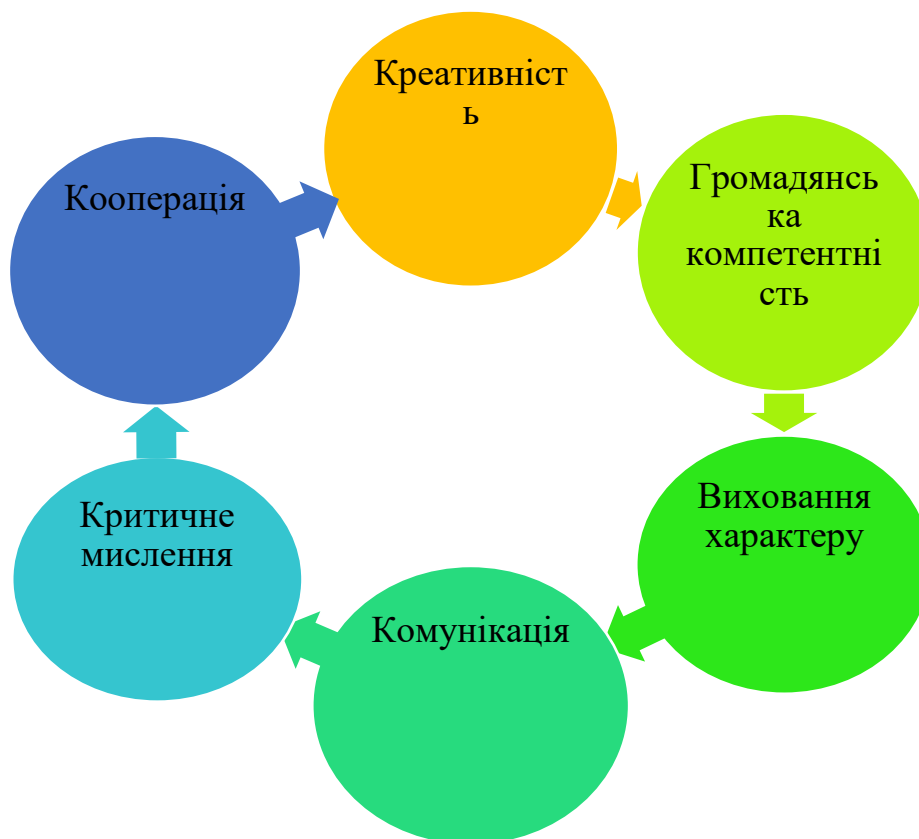 Креативніст
ь
Громадянсь
ка
компетентні
сть
Виховання
характеру
Комунікація
Критичне
мислення
Кооперація